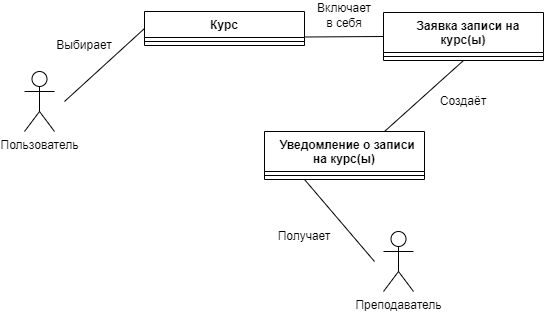 Включает
в себя
Курс
Заявка записи на
курс(ы)
Выбирает
Создаёт
Пользователь
Уведомление о записи
на курс(ы)
Получает
Преподаватель